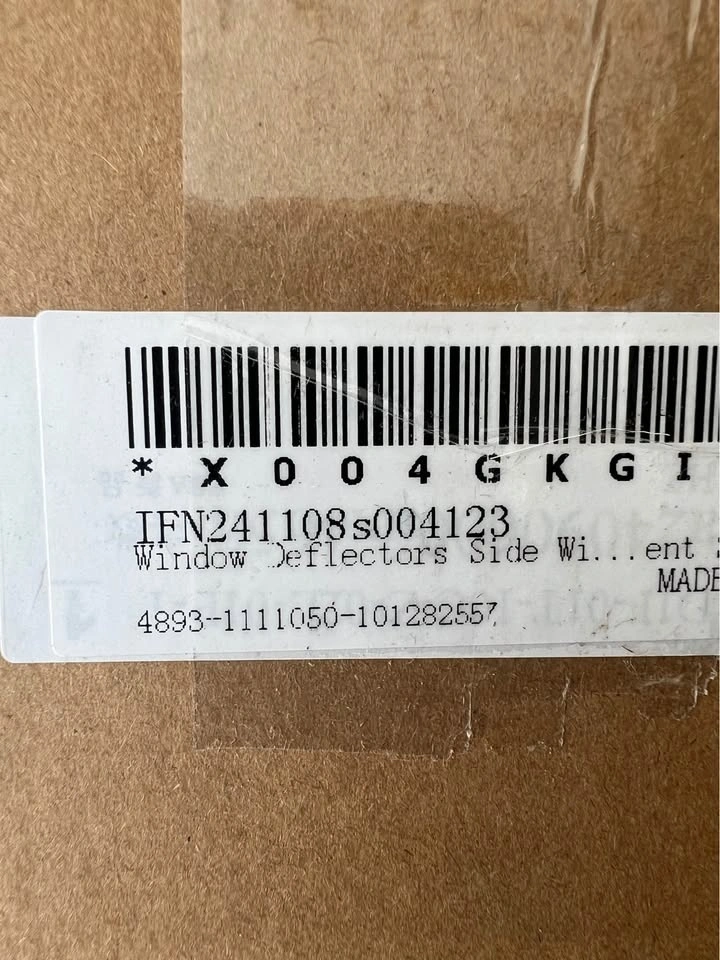 *X004GKGI
IFN241108s004123
Window Deflectors Side Wi...ent
MADE
4893-1111050-101282557